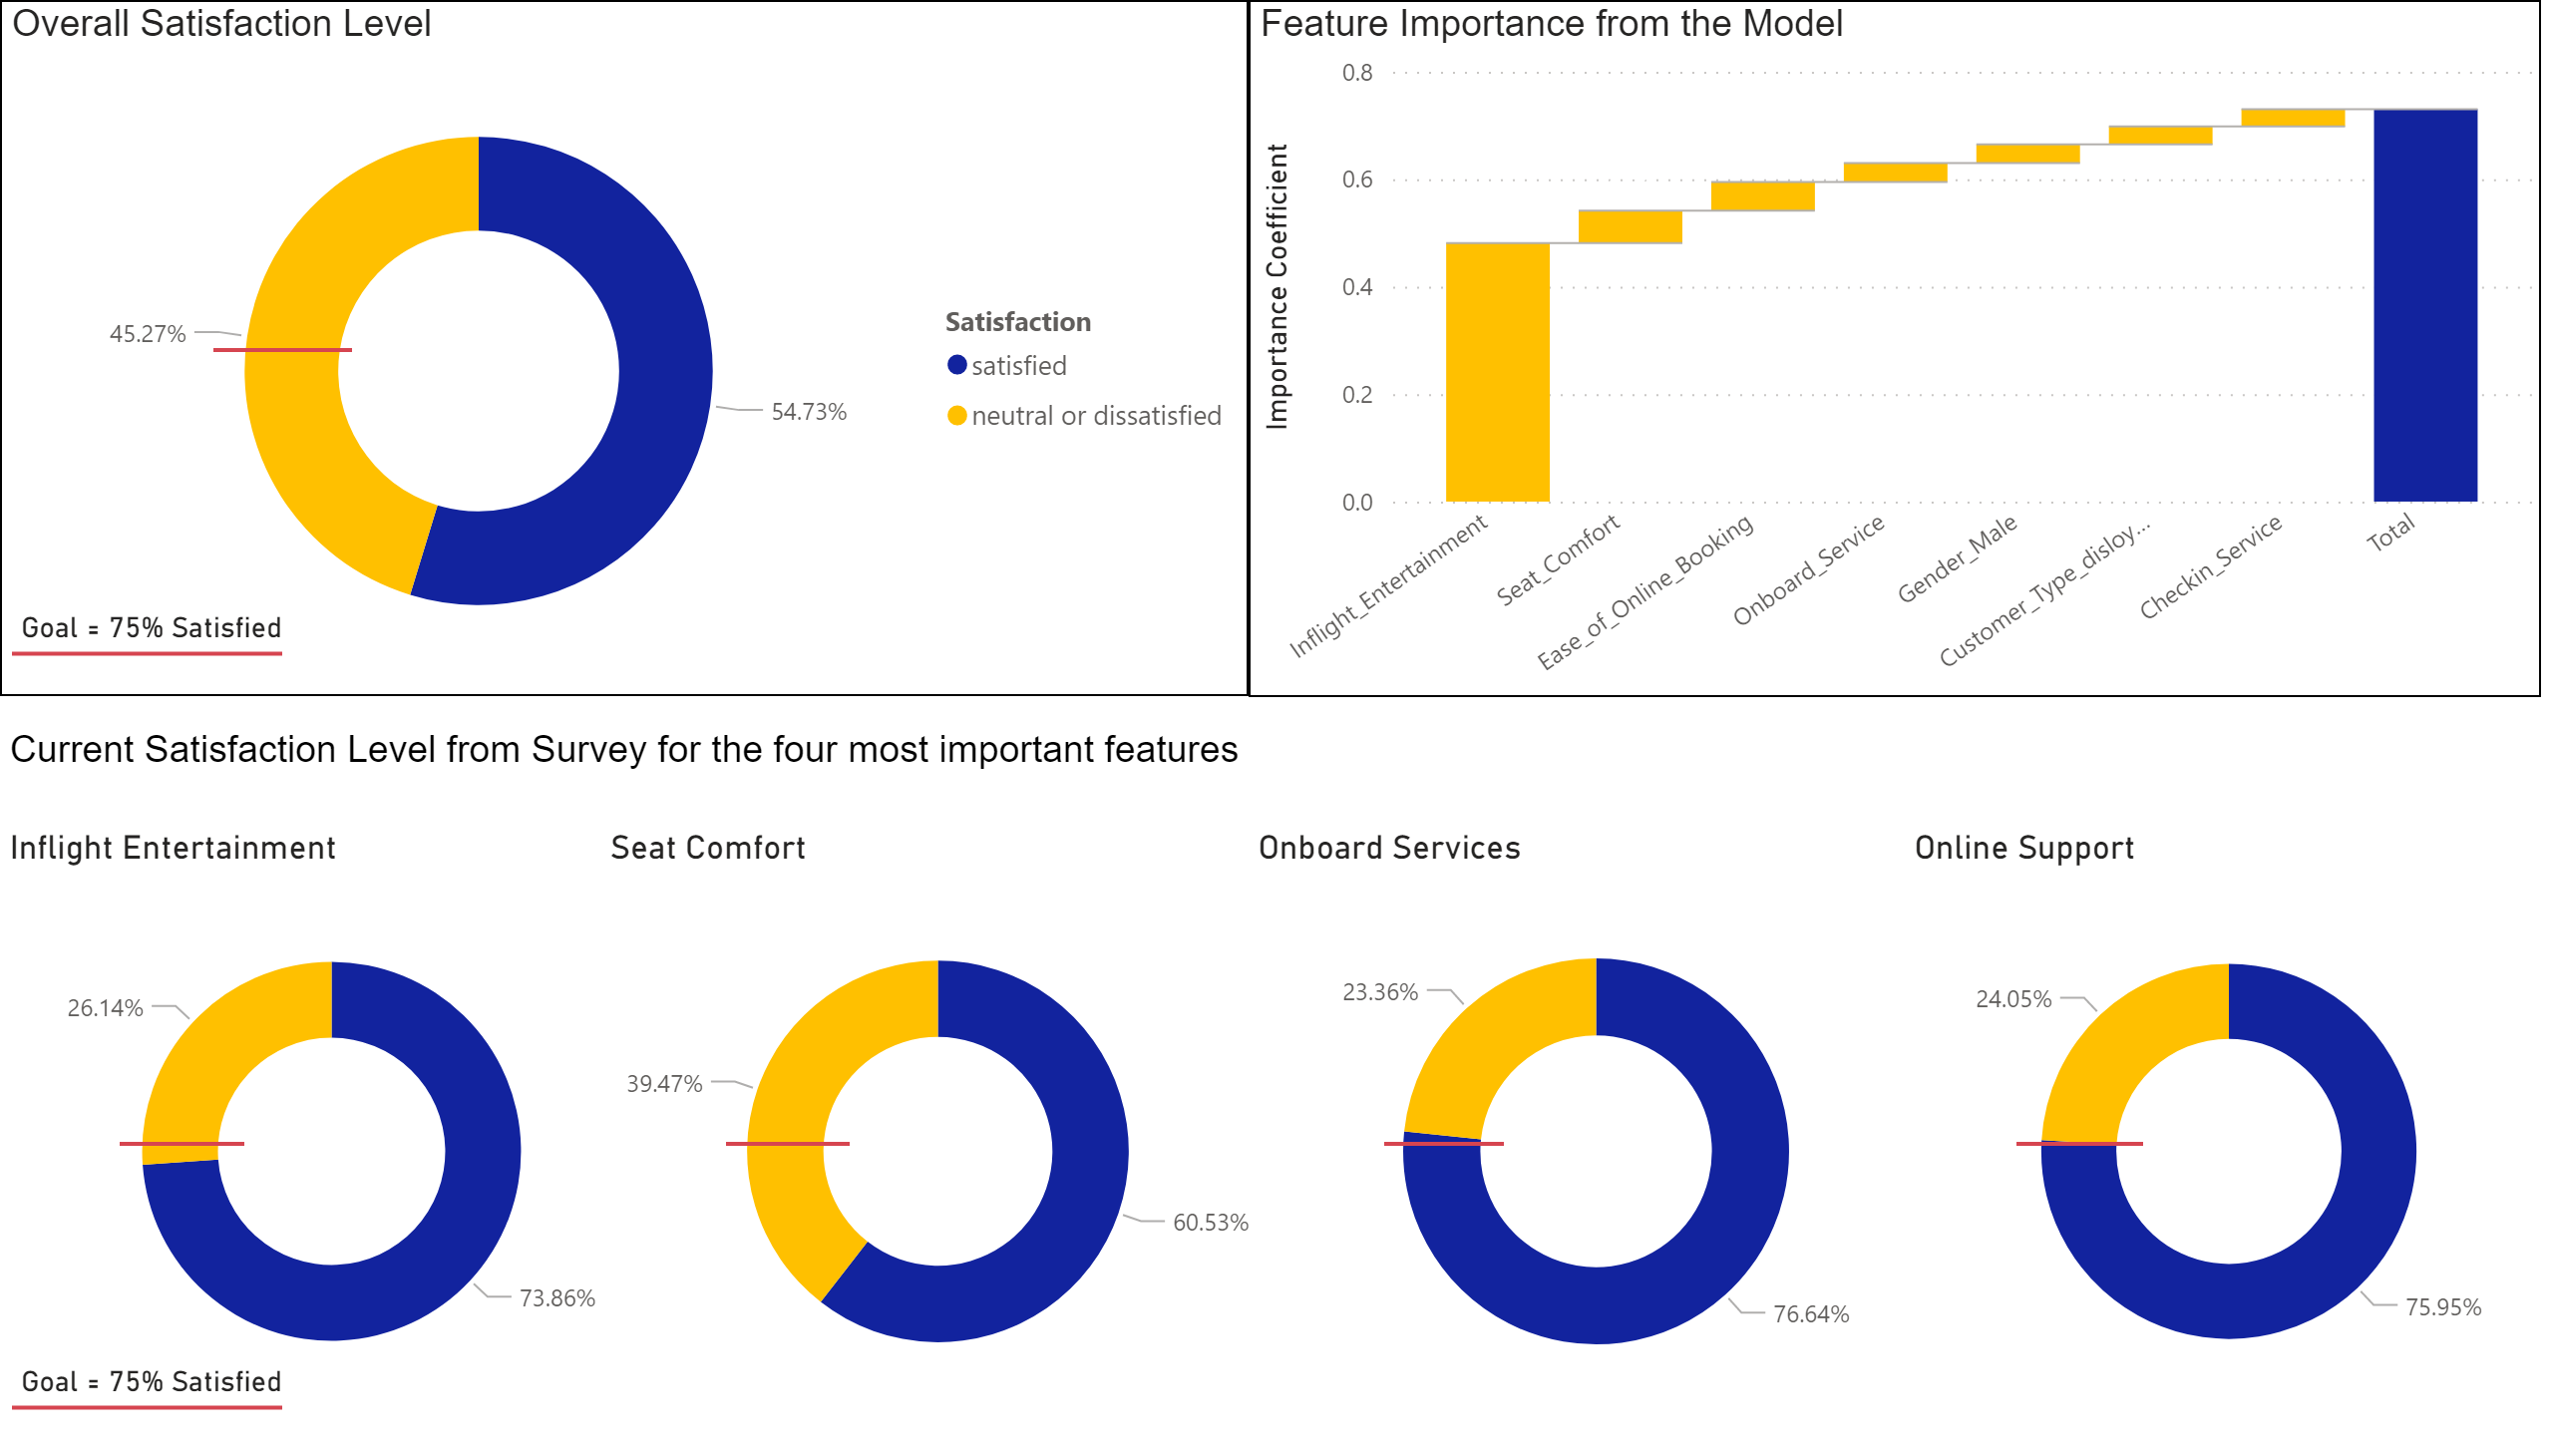 Overall Satisfaction Level
45.27%
54.73%
Satisfaction
satisfied
neutral or dissatisfied
Goal = 75% Satisfied
Feature Importance from the Model
Importance Coefficient
0.8
0.6
0.4
0.2
0.0
Inflight_Entertainment
Seat_Comfort
Ease_of_Online_Booking
Onboard_Service
Gender_Male
Customer_Type_disloy...
Checkin_Service
Total
Current Satisfaction Level from Survey for the four most important features
Inflight Entertainment
26.14%
73.86%
Seat Comfort
39.47%
60.53%
Onboard Services
23.36%
76.64%
Online Support
24.05%
75.95%
Goal = 75% Satisfied